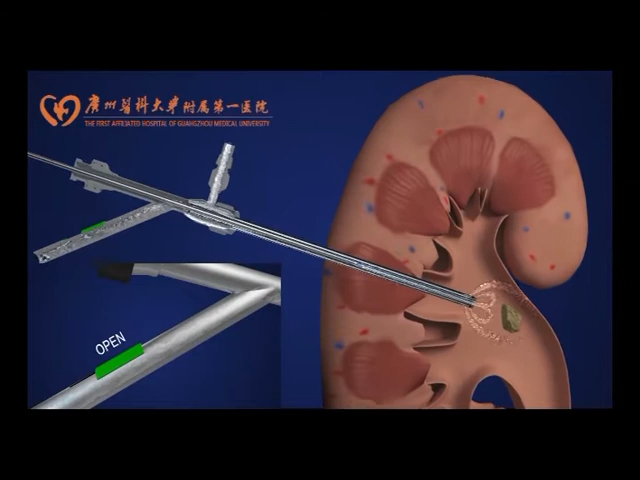 广州医科大学附属第一医院
THE FIRST AFFILIATED HOSPITAL OF GUANGZHOU MEDICAL UNIVERSITY
OPEN